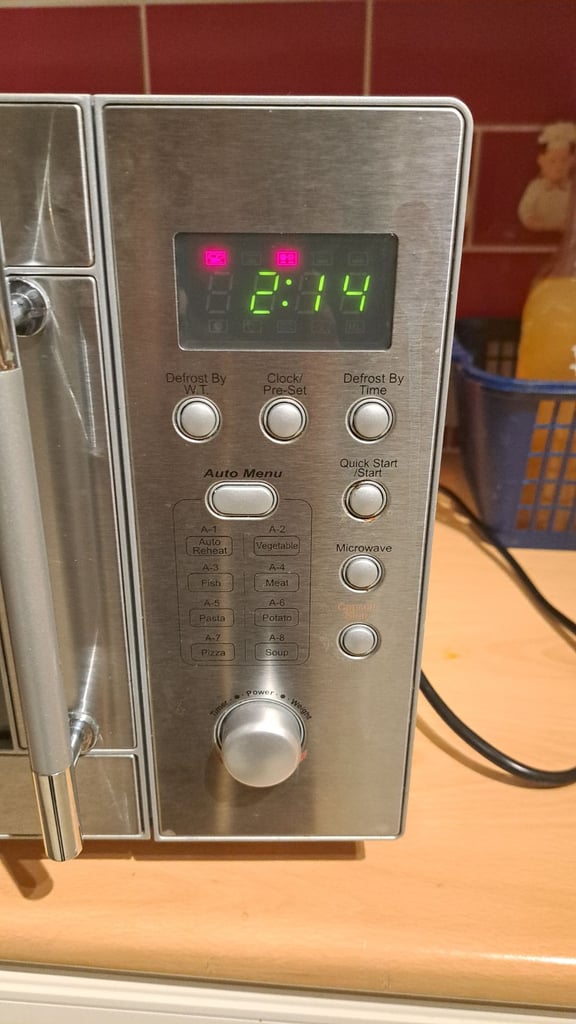 2:14
Defrost By
W.T.
Clock/
Pre-Set
Defrost By
Time
Auto Menu
Quick Start
/Start
A-1
Auto
Reheat
A-2
Vegetable
Microwave
A-3
Fish
A-4
Meat
A-5
Pasta
A-6
Potato
A-7
Pizza
A-8
Soup
Timer • Power • Weight